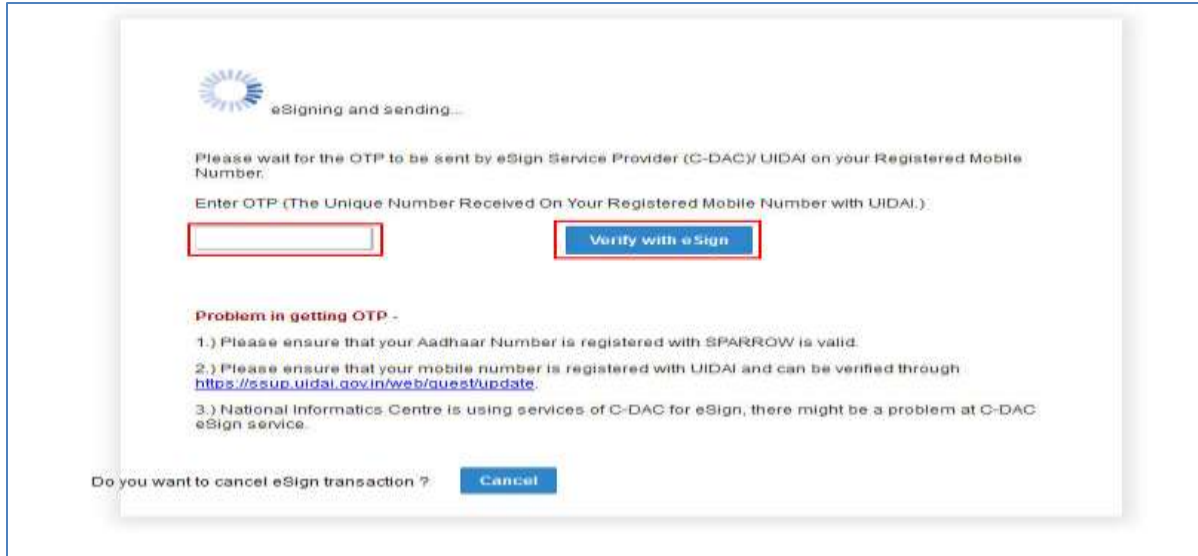 eSigning and sending...
Please wait for the OTP to be sent by eSign Service Provider (C-DAC)/ UIDAI on your Registered Mobile
Number.
Enter OTP (The Unique Number Received On Your Registered Mobile Number with UIDAI.)
Verify with eSign
Problem in getting OTP -
1.) Please ensure that your Aadhaar Number is registered with SPARROW is valid.
2.) Please ensure that your mobile number is registered with UIDAI and can be verified through
https://ssup.uidai.gov.in/web/guest/update.
3.) National Informatics Centre is using services of C-DAC for eSign, there might be a problem at C-DAC
eSign service.
Do you want to cancel eSign transaction ? Cancel